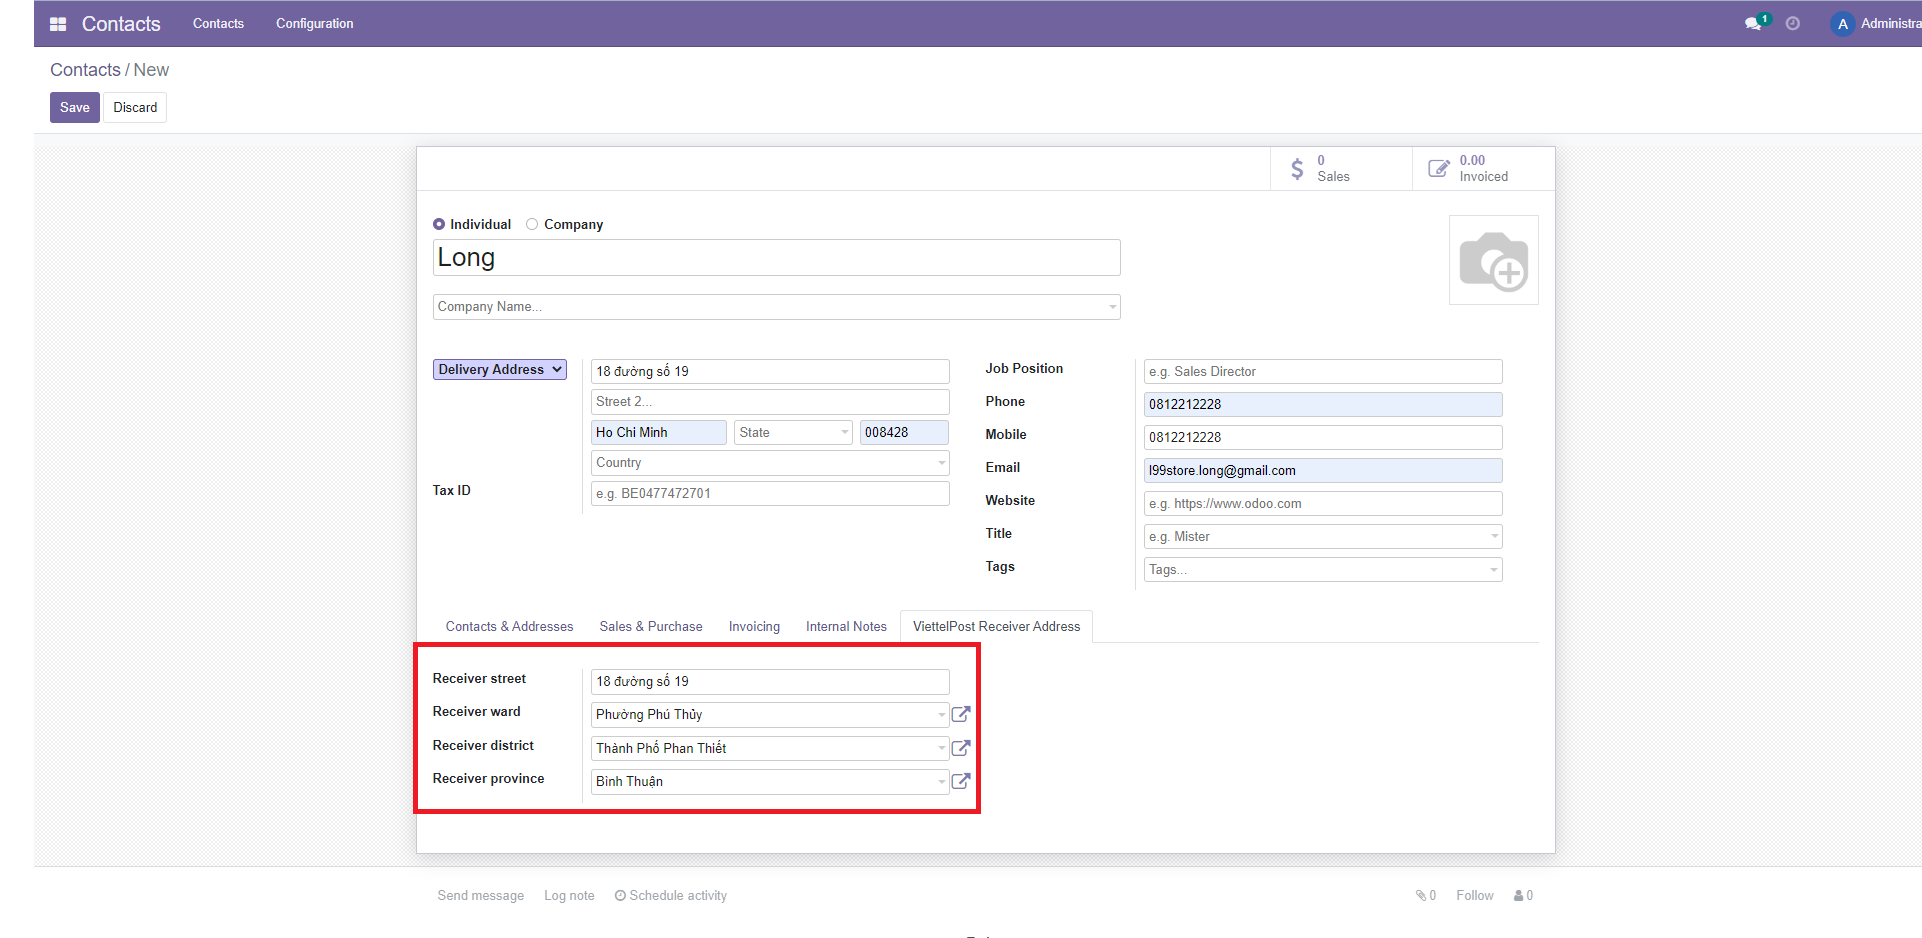 Contacts Contacts Configuration 1 A Administra
Contacts / New
Save Discard
0 Sales
0.00 Invoiced
Individual Company
Long
Company Name...
Delivery Address 18 đường số 19
Street 2...
Ho Chi Minh State 008428
Country
Tax ID e.g. BE0477472701
Job Position e.g. Sales Director
Phone 0812212228
Mobile 0812212228
Email l99store.long@gmail.com
Website e.g. https://www.odoo.com
Title e.g. Mister
Tags Tags...
Contacts & Addresses Sales & Purchase Invoicing Internal Notes ViettelPost Receiver Address
Receiver street 18 đường số 19
Receiver ward Phường Phú Thủy
Receiver district Thành Phố Phan Thiết
Receiver province Bình Thuận
Send message Log note Schedule activity 0 Follow 0